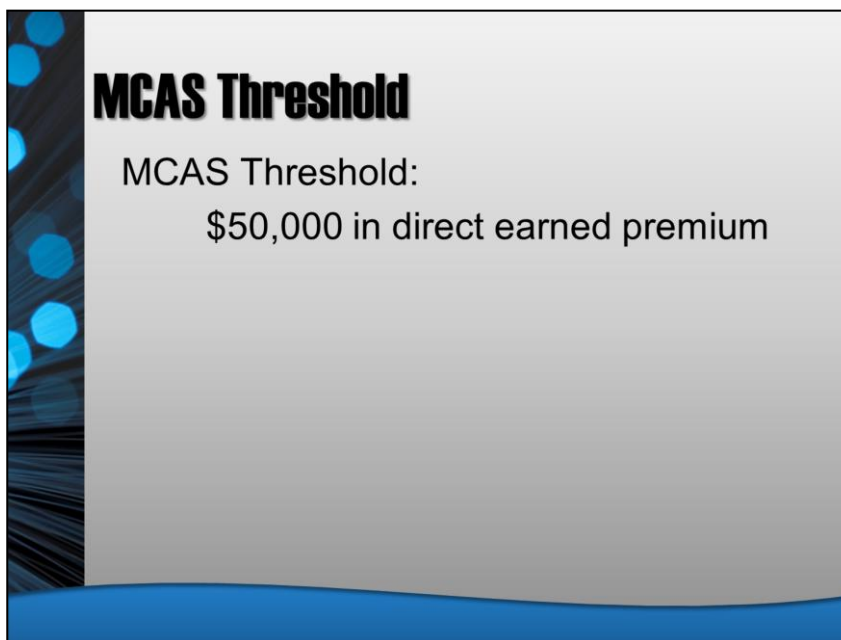 MCAS Threshold
MCAS Threshold:
$50,000 in direct earned premium